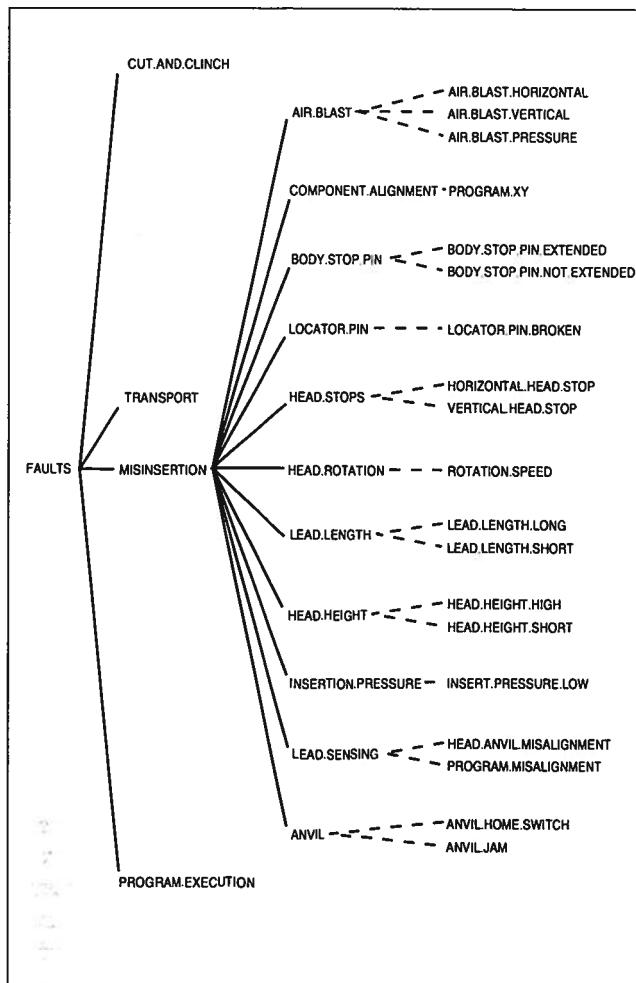 CUT.AND.CLINCH
AIR.BLAST
AIR.BLAST.HORIZONTAL
AIR.BLAST.VERTICAL
AIR.BLAST.PRESSURE
COMPONENT.ALIGNMENT
PROGRAM.XY
BODY.STOP.PIN
BODY.STOP.PIN.EXTENDED
BODY.STOP.PIN.NOT.EXTENDED
LOCATOR.PIN
LOCATOR.PIN.BROKEN
TRANSPORT
HEAD.STOPS
HORIZONTAL.HEAD.STOP
VERTICAL.HEAD.STOP
FAULTS
MISINSERTION
HEAD.ROTATION
ROTATION.SPEED
LEAD.LENGTH
LEAD.LENGTH.LONG
LEAD.LENGTH.SHORT
HEAD.HEIGHT
HEAD.HEIGHT.HIGH
HEAD.HEIGHT.SHORT
INSERTION.PRESSURE
INSERT.PRESSURE.LOW
LEAD.SENSING
HEAD.ANVIL.MISALIGNMENT
PROGRAM.MISALIGNMENT
ANVIL
ANVIL.HOME.SWITCH
ANVIL.JAM
PROGRAM.EXECUTION